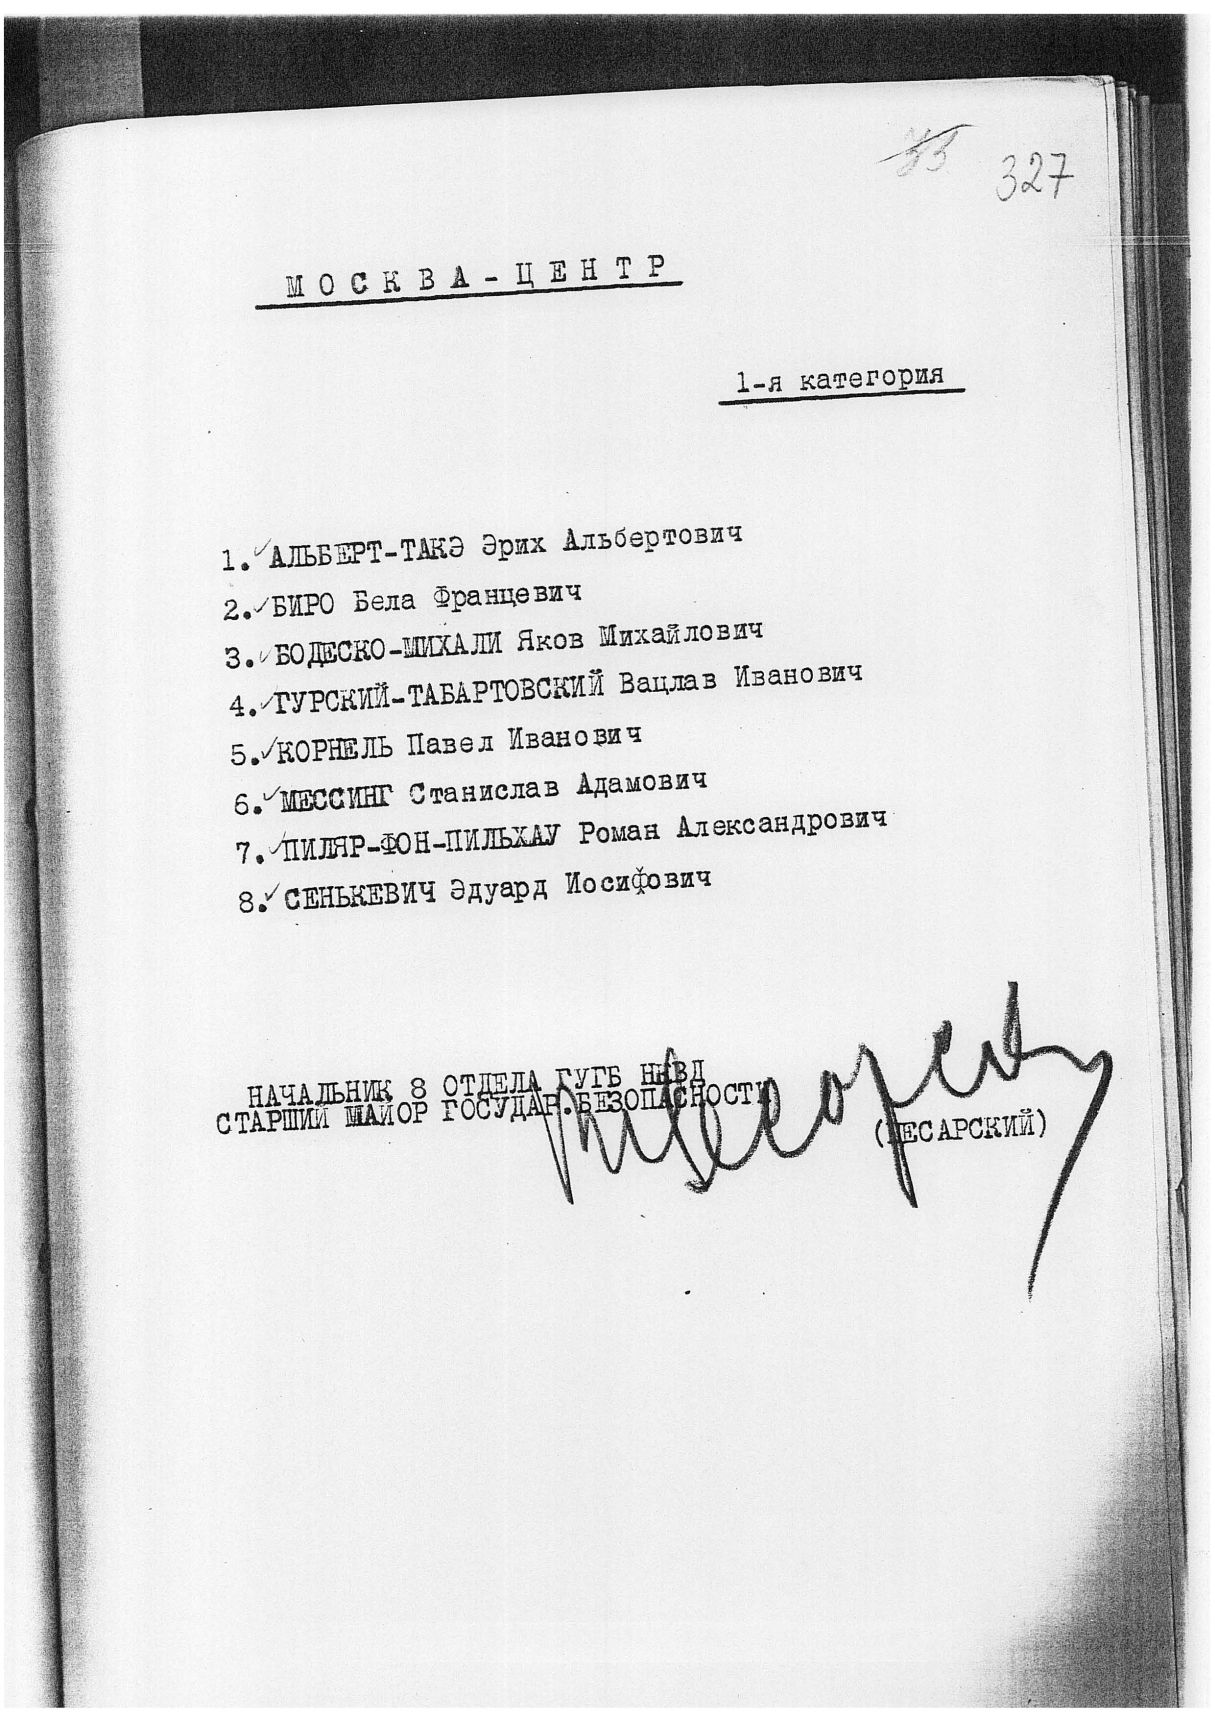 327
МОСКВА-ЦЕНТР
1-я категория
1. АЛЬБЕРТ-ТАКЭ Эрих Альбертович
2. БИРО Бела Францевич
3. БОДЕСКО-МИХАЛИ Яков Михайлович
4. ГУРСКИЙ-ТАБАРТОВСКИЙ Вацлав Иванович
5. КОРНЕЛЬ Павел Иванович
6. МЕССИНГ Станислав Адамович
7. ПИЛЯР-ФОН-ПИЛЬХАУ Роман Александрович
8. СЕНЬКЕВИЧ Эдуард Иосифович
НАЧАЛЬНИК 8 ОТДЕЛА ГУГБ НКВД
СТАРШИЙ МАЙОР ГОСУДАР.БЕЗОПАСНОСТИ
(ЦЕСАРСКИЙ)